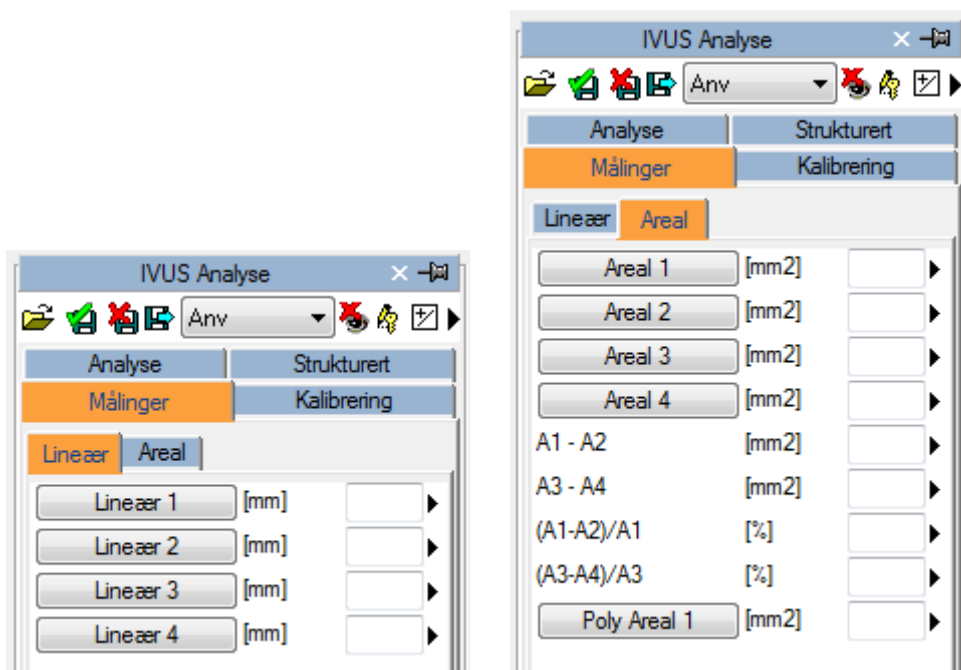 IVUS Analyse
Anv
Analyse Strukturert
Målinger Kalibrering
Lineær Areal
Lineær 1 [mm]
Lineær 2 [mm]
Lineær 3 [mm]
Lineær 4 [mm]
IVUS Analyse
Anv
Analyse Strukturert
Målinger Kalibrering
Lineær Areal
Areal 1 [mm2]
Areal 2 [mm2]
Areal 3 [mm2]
Areal 4 [mm2]
A1 - A2 [mm2]
A3 - A4 [mm2]
(A1-A2)/A1 [%]
(A3-A4)/A3 [%]
Poly Areal 1 [mm2]